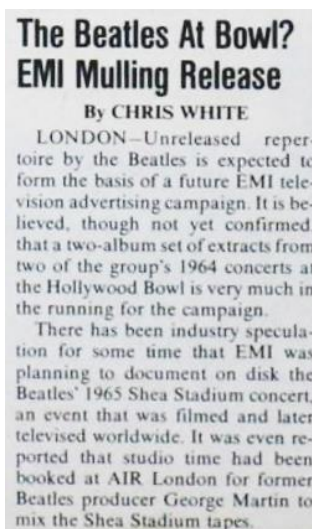 The Beatles At Bowl?
EMI Mulling Release
By CHRIS WHITE
LONDON—Unreleased reper-
toire by the Beatles is expected to
form the basis of a future EMI tele-
vision advertising campaign. It is be-
lieved, though not yet confirmed,
that a two-album set of extracts from
two of the group's 1964 concerts at
the Hollywood Bowl is very much in
the running for the campaign.
There has been industry specula-
tion for some time that EMI was
planning to document on disk the
Beatles' 1965 Shea Stadium concert,
an event that was filmed and later
televised worldwide. It was even re-
ported that studio time had been
booked at AIR London for former
Beatles producer George Martin to
mix the Shea Stadium tapes.